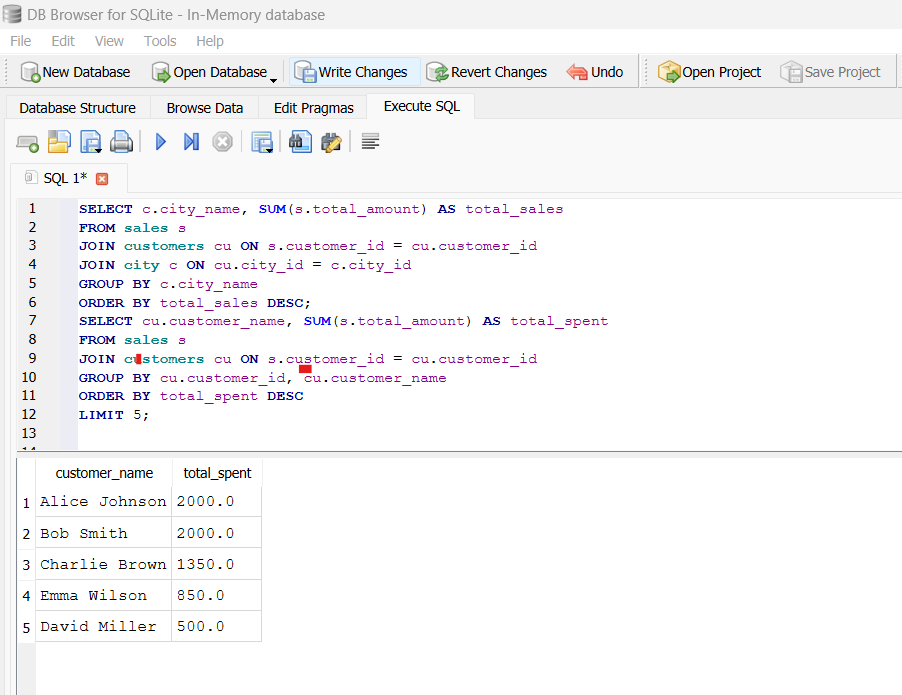 DB Browser for SQLite - In-Memory database
File Edit View Tools Help
New Database Open Database Write Changes Revert Changes Undo Open Project Save Project
Database Structure Browse Data Edit Pragmas Execute SQL
SQL 1*
1 SELECT c.city_name, SUM(s.total_amount) AS total_sales
2 FROM sales s
3 JOIN customers cu ON s.customer_id = cu.customer_id
4 JOIN city c ON cu.city_id = c.city_id
5 GROUP BY c.city_name
6 ORDER BY total_sales DESC;
7 SELECT cu.customer_name, SUM(s.total_amount) AS total_spent
8 FROM sales s
9 JOIN customers cu ON s.customer_id = cu.customer_id
10 GROUP BY cu.customer_id, cu.customer_name
11 ORDER BY total_spent DESC
12 LIMIT 5;
13
customer_name total_spent
1 Alice Johnson 2000.0
2 Bob Smith 2000.0
3 Charlie Brown 1350.0
4 Emma Wilson 850.0
5 David Miller 500.0